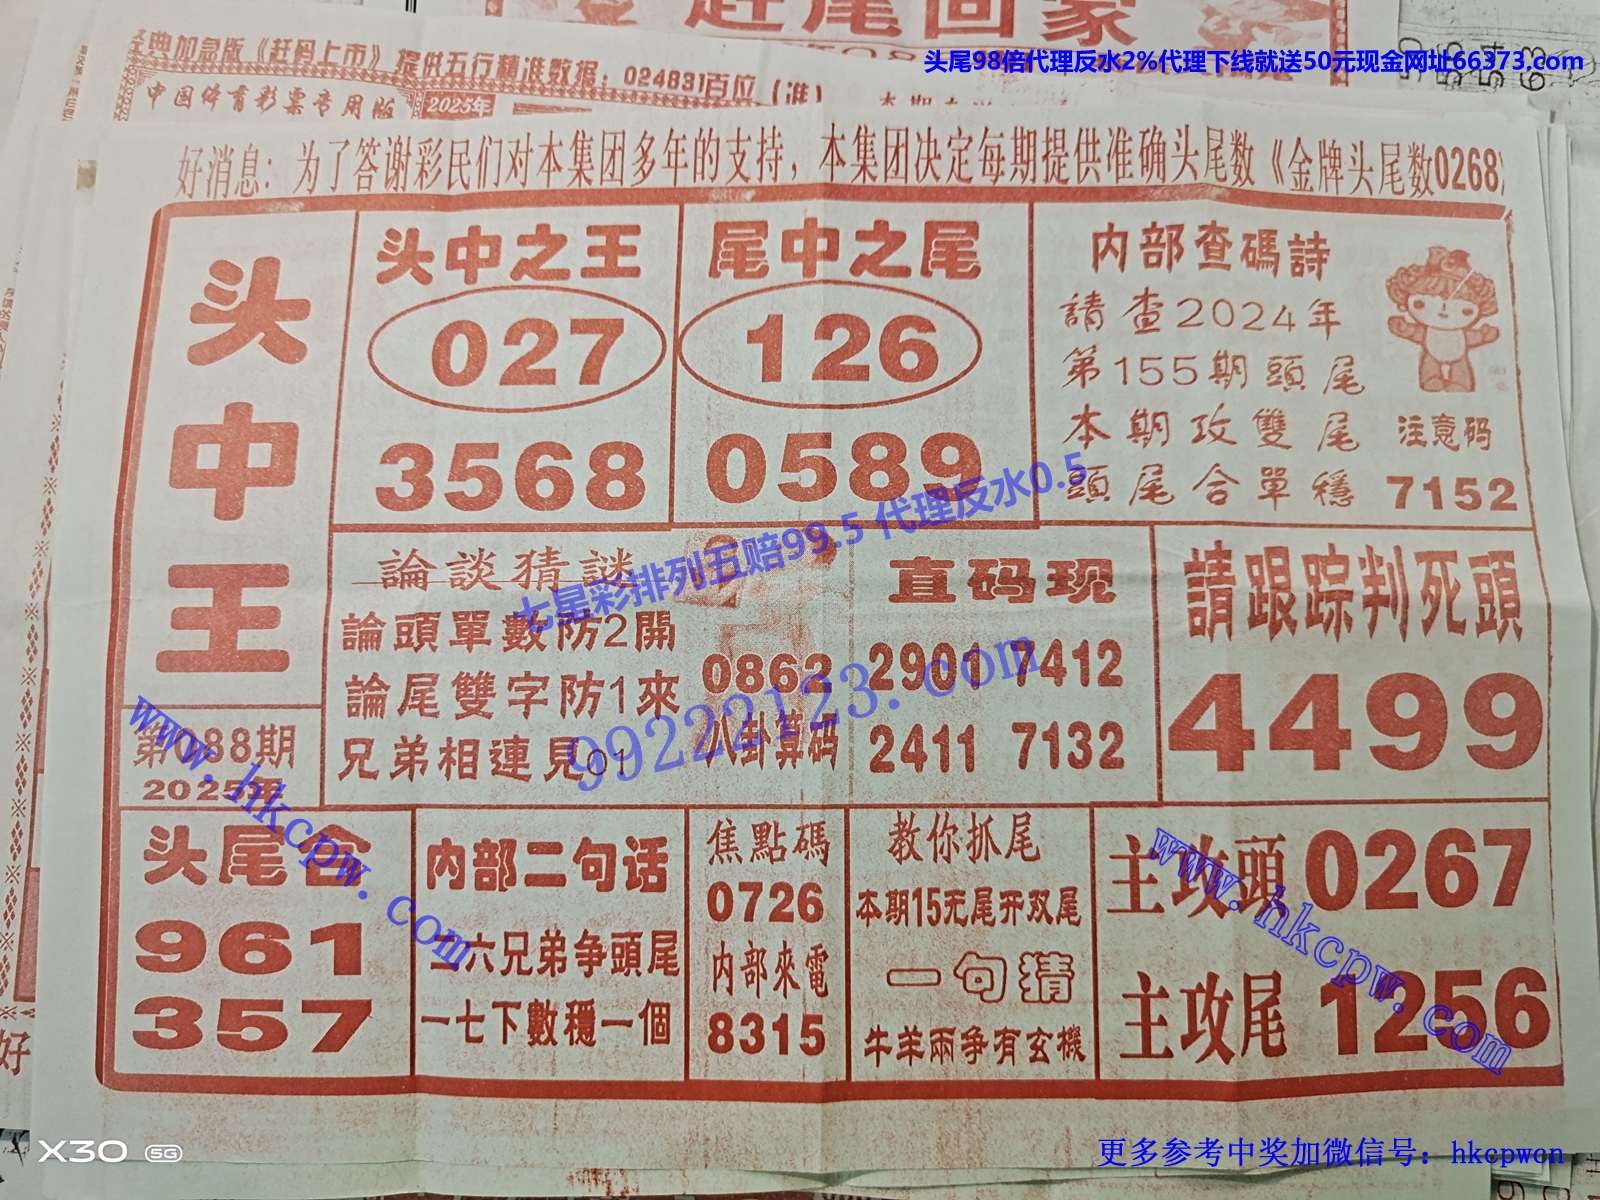 赶尾回家
头尾98倍代理反水2%代理下线就送50元现金网址66373.com
典加急版《赶码上市》提供五行精准数据：024831百位（准）
中国体育彩票专用版 2025年
好消息：为了答谢彩民们对本集团多年的支持，本集团决定每期提供准确头尾数《金牌头尾数0268》
头中王
第088期
2025年
头中之王
027
3568
尾中之尾
126
0589
内部查碼詩
請查2024年
第155期頭尾
本期攻雙尾
頭尾合單穩
注意码
7152
論談猜謎
論頭單數防2開
論尾雙字防1來
兄弟相連見01
0862
八卦算码
直码现
2901 7412
2411 7132
請跟踪判死頭
4499
头尾合
961
357
内部二句话
二六兄弟争頭尾
一七下數穩一個
焦點碼
0726
内部來電
8315
教你抓尾
本期15无尾开双尾
一句猜
牛羊兩争有玄機
主攻頭0267
主攻尾1256
七星彩排列五赔99.5 代理反水0.5
99222123.com
www.hkcpw.com
www.hkcpw.com
好
X30 5G
更多参考中奖加微信号：hkcpwcn